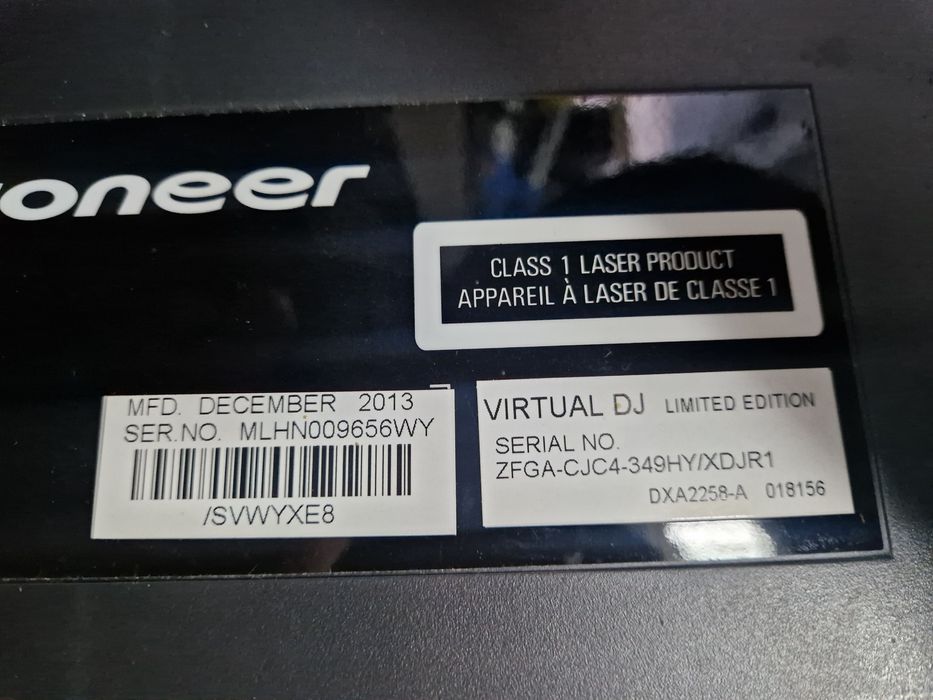 oneer
CLASS 1 LASER PRODUCT
APPAREIL À LASER DE CLASSE 1
MFD. DECEMBER 2013
SER.NO. MLHN009656WY
/SVWYXE8
VIRTUAL DJ LIMITED EDITION
SERIAL NO.
ZFGA-CJC4-349HY/XDJR1
DXA2258-A 018156